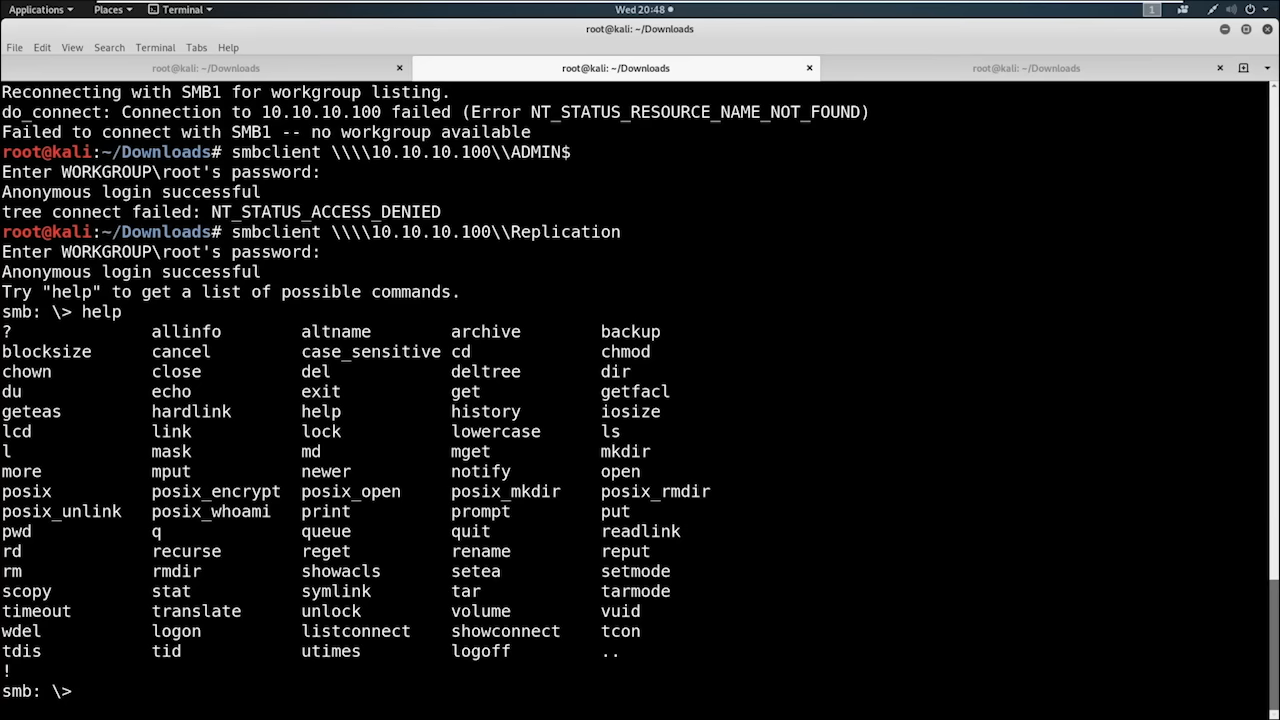 Applications Places Terminal Wed 20:48 1
root@kali: ~/Downloads
File Edit View Search Terminal Tabs Help
root@kali: ~/Downloads root@kali: ~/Downloads root@kali: ~/Downloads
Reconnecting with SMB1 for workgroup listing.
do_connect: Connection to 10.10.10.100 failed (Error NT_STATUS_RESOURCE_NAME_NOT_FOUND)
Failed to connect with SMB1 -- no workgroup available
root@kali:~/Downloads# smbclient \\\\10.10.10.100\\ADMIN$
Enter WORKGROUP\root's password:
Anonymous login successful
tree connect failed: NT_STATUS_ACCESS_DENIED
root@kali:~/Downloads# smbclient \\\\10.10.10.100\\Replication
Enter WORKGROUP\root's password:
Anonymous login successful
Try "help" to get a list of possible commands.
smb: \> help
? allinfo altname archive backup
blocksize cancel case_sensitive cd chmod
chown close del deltree dir
du echo exit get getfacl
geteas hardlink help history iosize
lcd link lock lowercase ls
l mask md mget mkdir
more mput newer notify open
posix posix_encrypt posix_open posix_mkdir posix_rmdir
posix_unlink posix_whoami print prompt put
pwd q queue quit readlink
rd recurse reget rename reput
rm rmdir showacls setea setmode
scopy stat symlink tar tarmode
timeout translate unlock volume vuid
wdel logon listconnect showconnect tcon
tdis tid utimes logoff ..
!
smb: \>